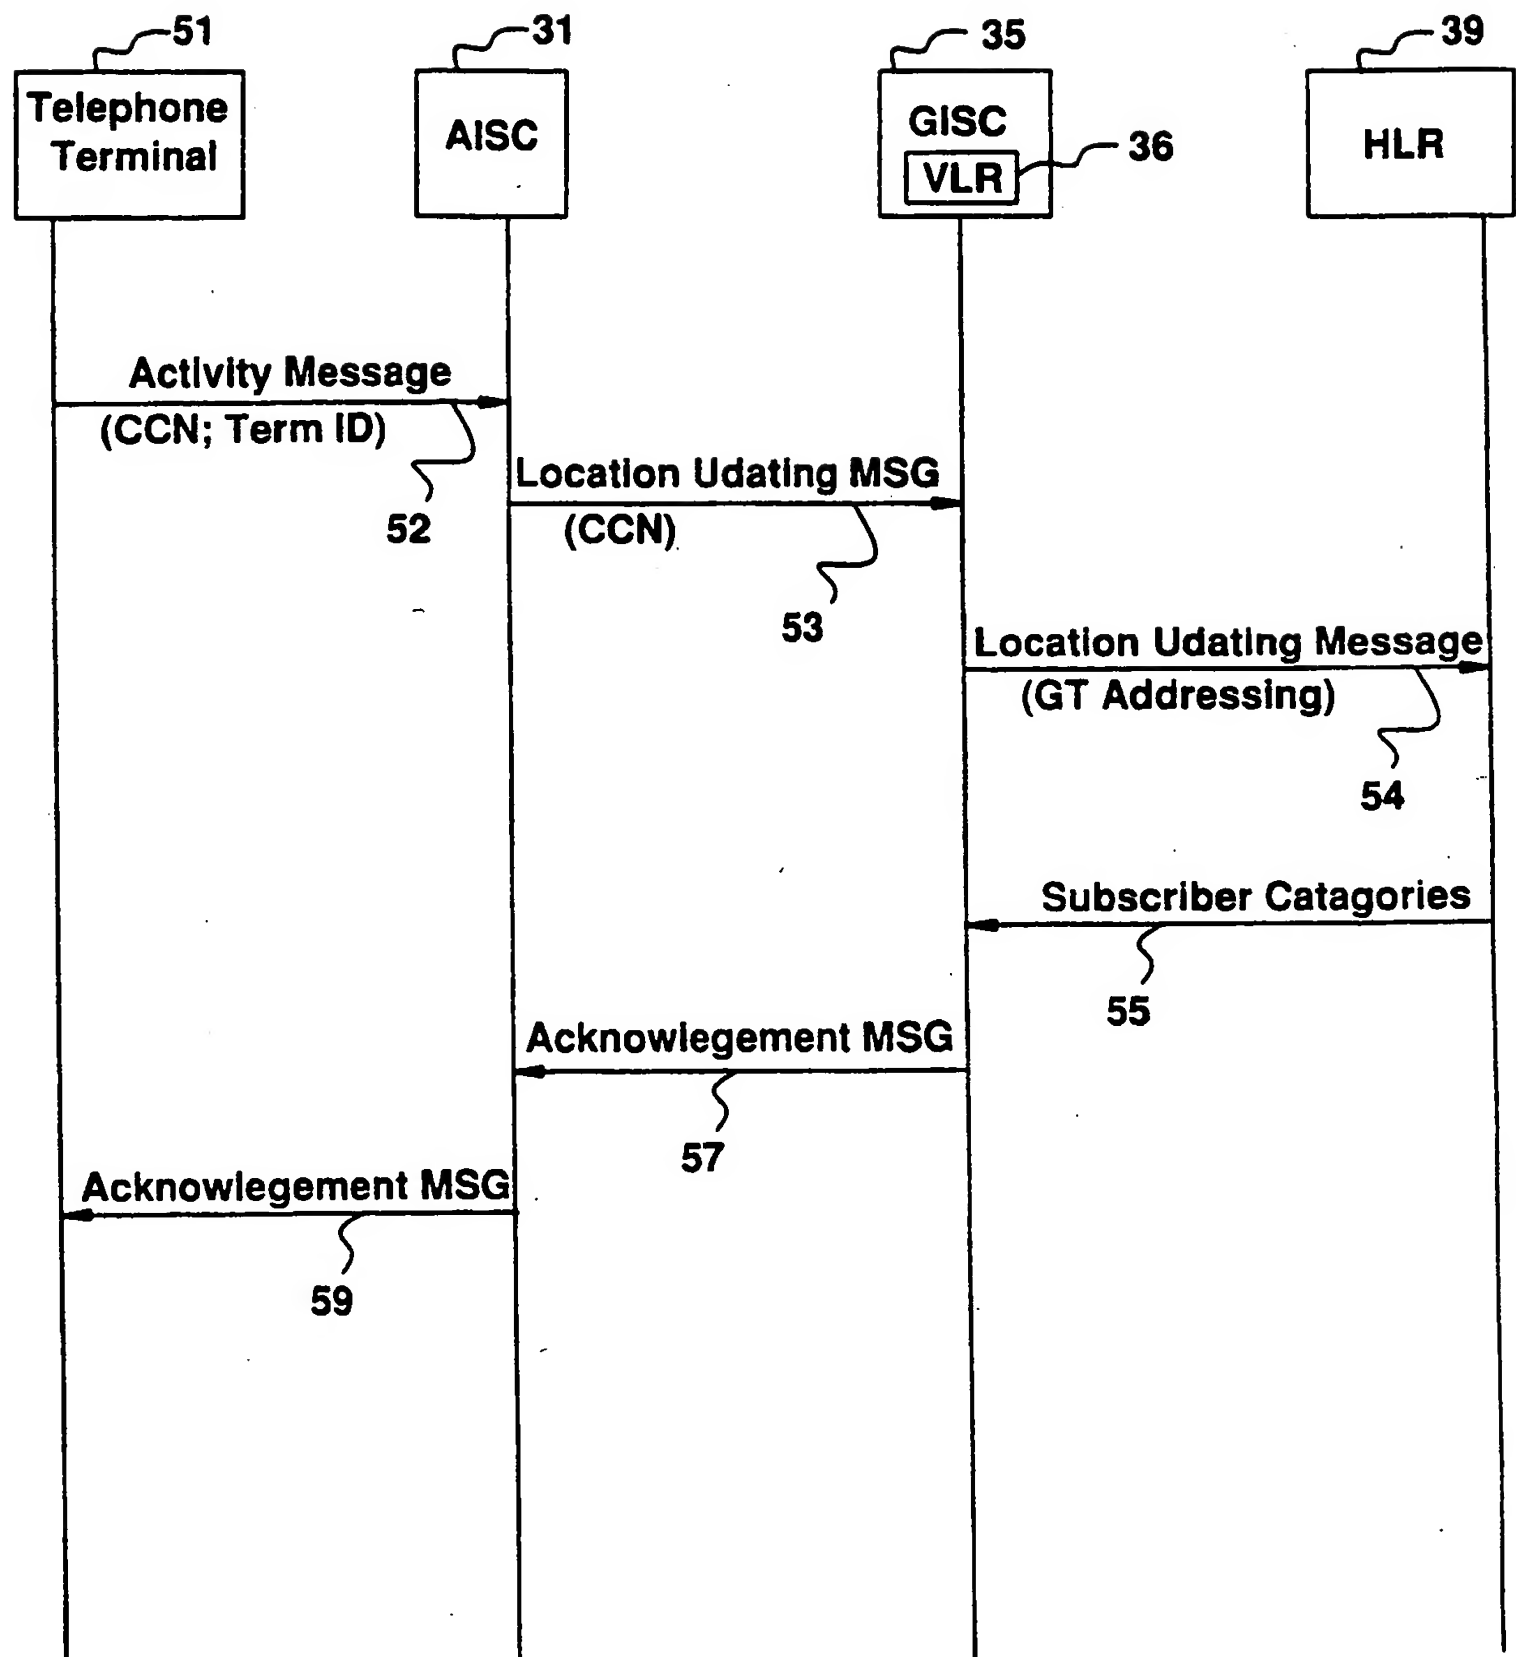 51
31
35
39
Telephone
Terminal
AISC
GISC
VLR
36
HLR
Activity Message
(CCN; Term ID)
52
Location Udating MSG
(CCN)
53
Location Udating Message
(GT Addressing)
54
Subscriber Catagories
55
Acknowlegement MSG
57
Acknowlegement MSG
59